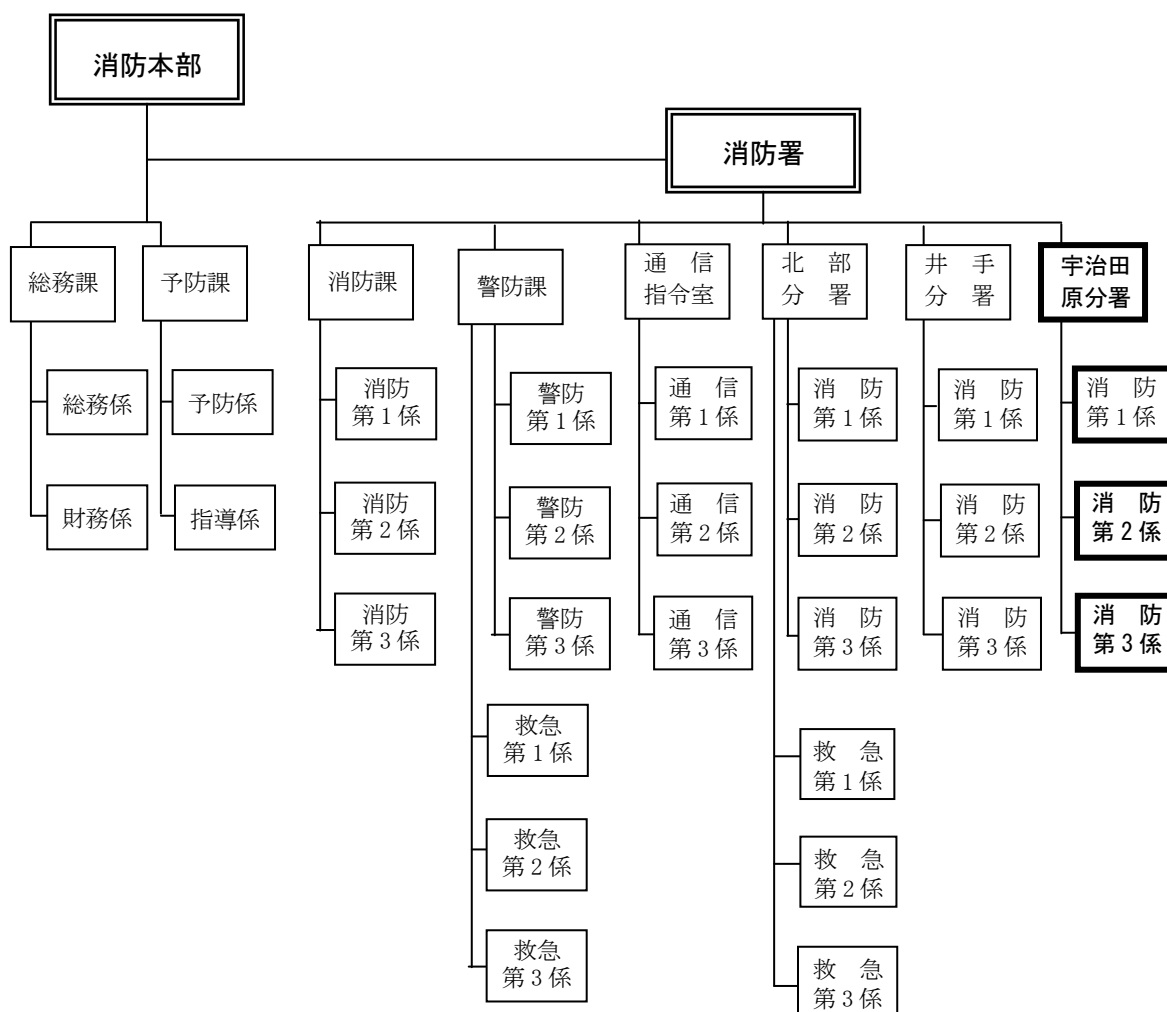 消防本部
消防署
総務課
予防課
消防課
警防課
通　信
指令室
北　部
分　署
井　手
分　署
宇治田
原分署
総務係
予防係
消防
第１係
警防
第１係
通　信
第１係
消　防
第１係
消　防
第１係
消　防
第１係
財務係
指導係
消防
第２係
警防
第２係
通　信
第２係
消　防
第２係
消　防
第２係
消　防
第２係
消防
第３係
警防
第３係
通　信
第３係
消　防
第３係
消　防
第３係
消　防
第３係
救急
第１係
救　急
第１係
救急
第２係
救　急
第２係
救急
第３係
救　急
第３係